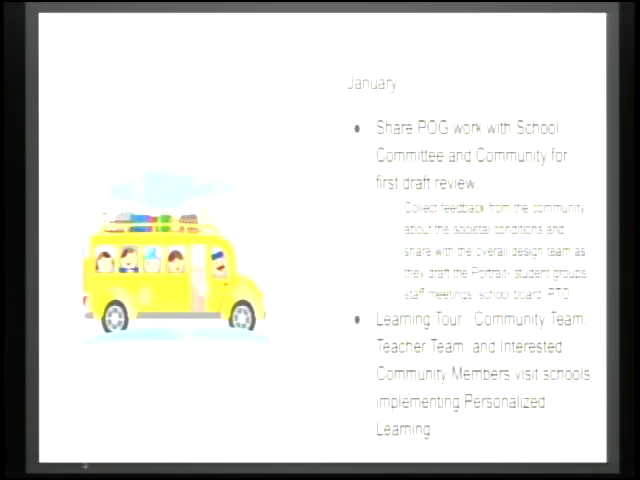 January
• Share POG work with School
Committee and Community for
first draft review
Collect feedback from the community
about the societal conditions and
share with the overall design team as
they draft the Portrait- student groups,
staff meetings, school board, PTO
• Learning Tour: Community Team,
Teacher Team, and Interested
Community Members visit schools
implementing Personalized
Learning